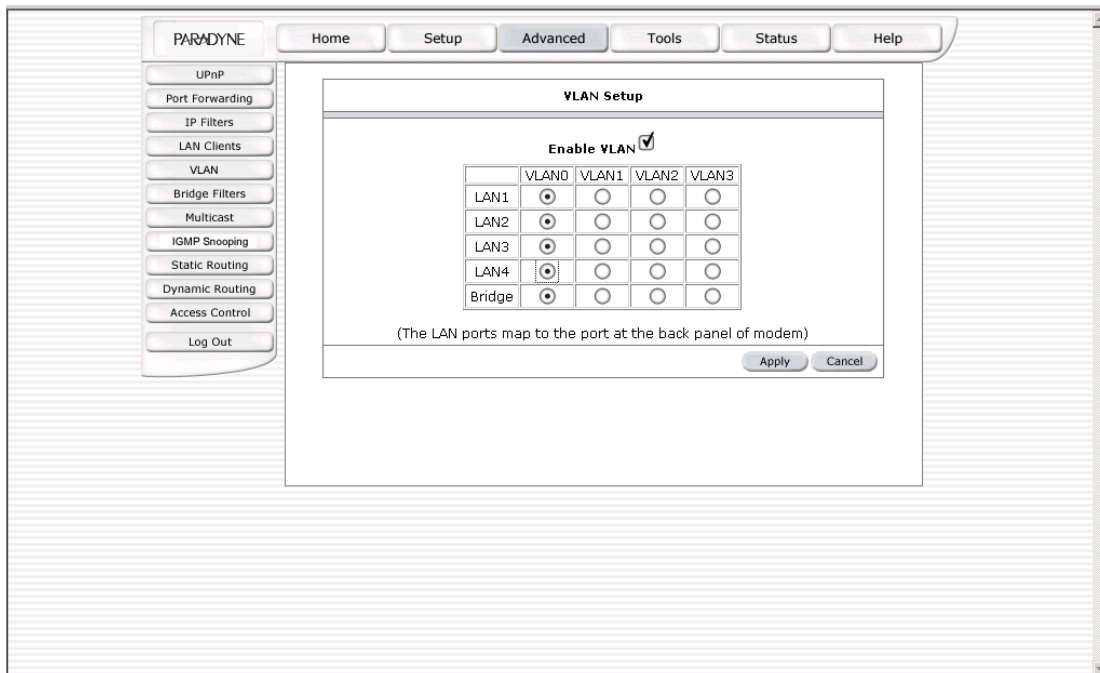 PARADYNE
Home Setup Advanced Tools Status Help
UPnP
Port Forwarding
IP Filters
LAN Clients
VLAN
Bridge Filters
Multicast
IGMP Snooping
Static Routing
Dynamic Routing
Access Control
Log Out
VLAN Setup
Enable VLAN
VLAN0 VLAN1 VLAN2 VLAN3
LAN1
LAN2
LAN3
LAN4
Bridge
(The LAN ports map to the port at the back panel of modem)
Apply Cancel